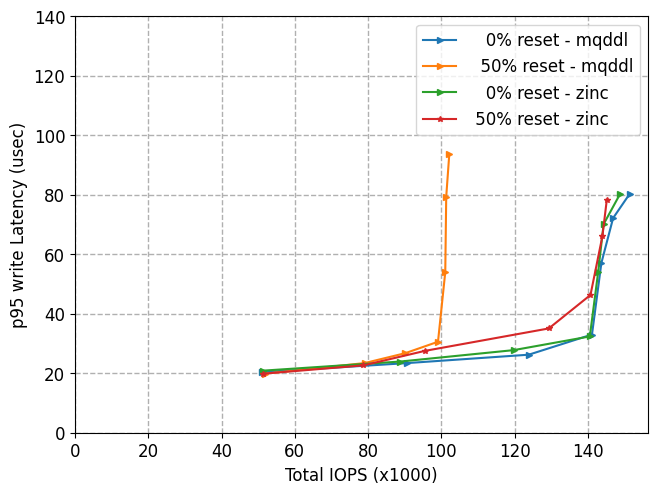 140
120
100
80
60
40
20
0
p95 write Latency (usec)
0% reset - mqddl
50% reset - mqddl
0% reset - zinc
50% reset - zinc
0 20 40 60 80 100 120 140
Total IOPS (x1000)